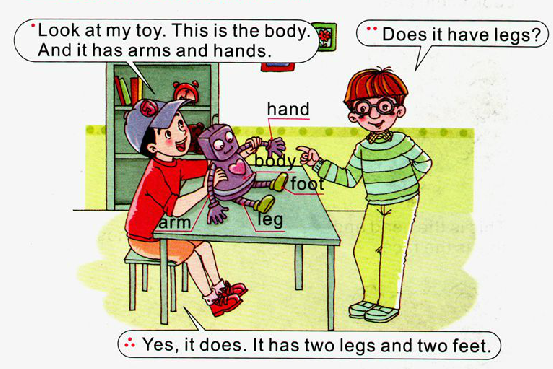 Look at my toy. This is the body.
And it has arms and hands.
Does it have legs?
hand
body
foot
arm
leg
Yes, it does. It has two legs and two feet.